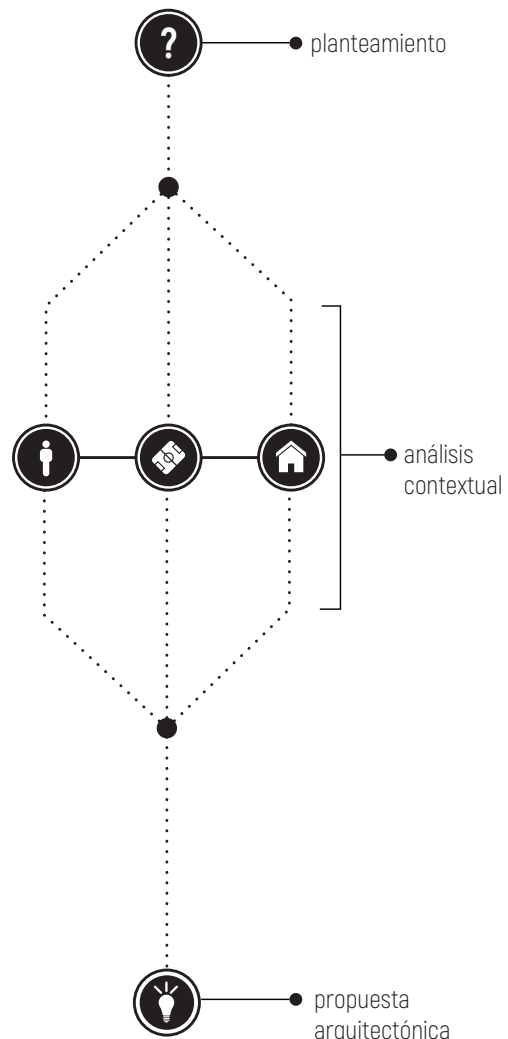 ?
planteamiento
análisis
contextual
propuesta
arquitectónica